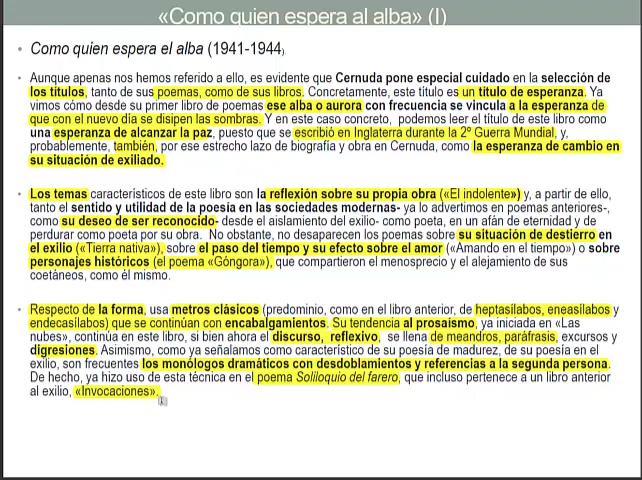 «Como quien espera al alba» (I)
• Como quien espera el alba (1941-1944).
• Aunque apenas nos hemos referido a ello, es evidente que Cernuda pone especial cuidado en la selección de
los títulos, tanto de sus poemas, como de sus libros. Concretamente, este título es un título de esperanza. Ya
vimos cómo desde su primer libro de poemas ese alba o aurora con frecuencia se vincula a la esperanza de
que con el nuevo día se disipen las sombras. Y en este caso concreto, podemos leer el título de este libro como
una esperanza de alcanzar la paz, puesto que se escribió en Inglaterra durante la 2º Guerra Mundial, y,
probablemente, también, por ese estrecho lazo de biografía y obra en Cernuda, como la esperanza de cambio en
su situación de exiliado.
• Los temas característicos de este libro son la reflexión sobre su propia obra («El indolente») y, a partir de ello,
tanto el sentido y utilidad de la poesía en las sociedades modernas- ya lo advertimos en poemas anteriores-,
como su deseo de ser reconocido- desde el aislamiento del exilio- como poeta, en un afán de eternidad y de
perdurar como poeta por su obra. No obstante, no desaparecen los poemas sobre su situación de destierro en
el exilio («Tierra nativa»), sobre el paso del tiempo y su efecto sobre el amor («Amando en el tiempo») o sobre
personajes históricos (el poema «Góngora»), que compartieron el menosprecio y el alejamiento de sus
coetáneos, como él mismo.
• Respecto de la forma, usa metros clásicos (predominio, como en el libro anterior, de heptasílabos, eneasílabos y
endecasílabos) que se continúan con encabalgamientos. Su tendencia al prosaísmo, ya iniciada en «Las
nubes», continúa en este libro, si bien ahora el discurso, reflexivo, se llena de meandros, paráfrasis, excursos y
digresiones. Asimismo, como ya señalamos como característico de su poesía de madurez, de su poesía en el
exilio, son frecuentes los monólogos dramáticos con desdoblamientos y referencias a la segunda persona.
De hecho, ya hizo uso de esta técnica en el poema Soliloquio del farero, que incluso pertenece a un libro anterior
al exilio, «Invocaciones».